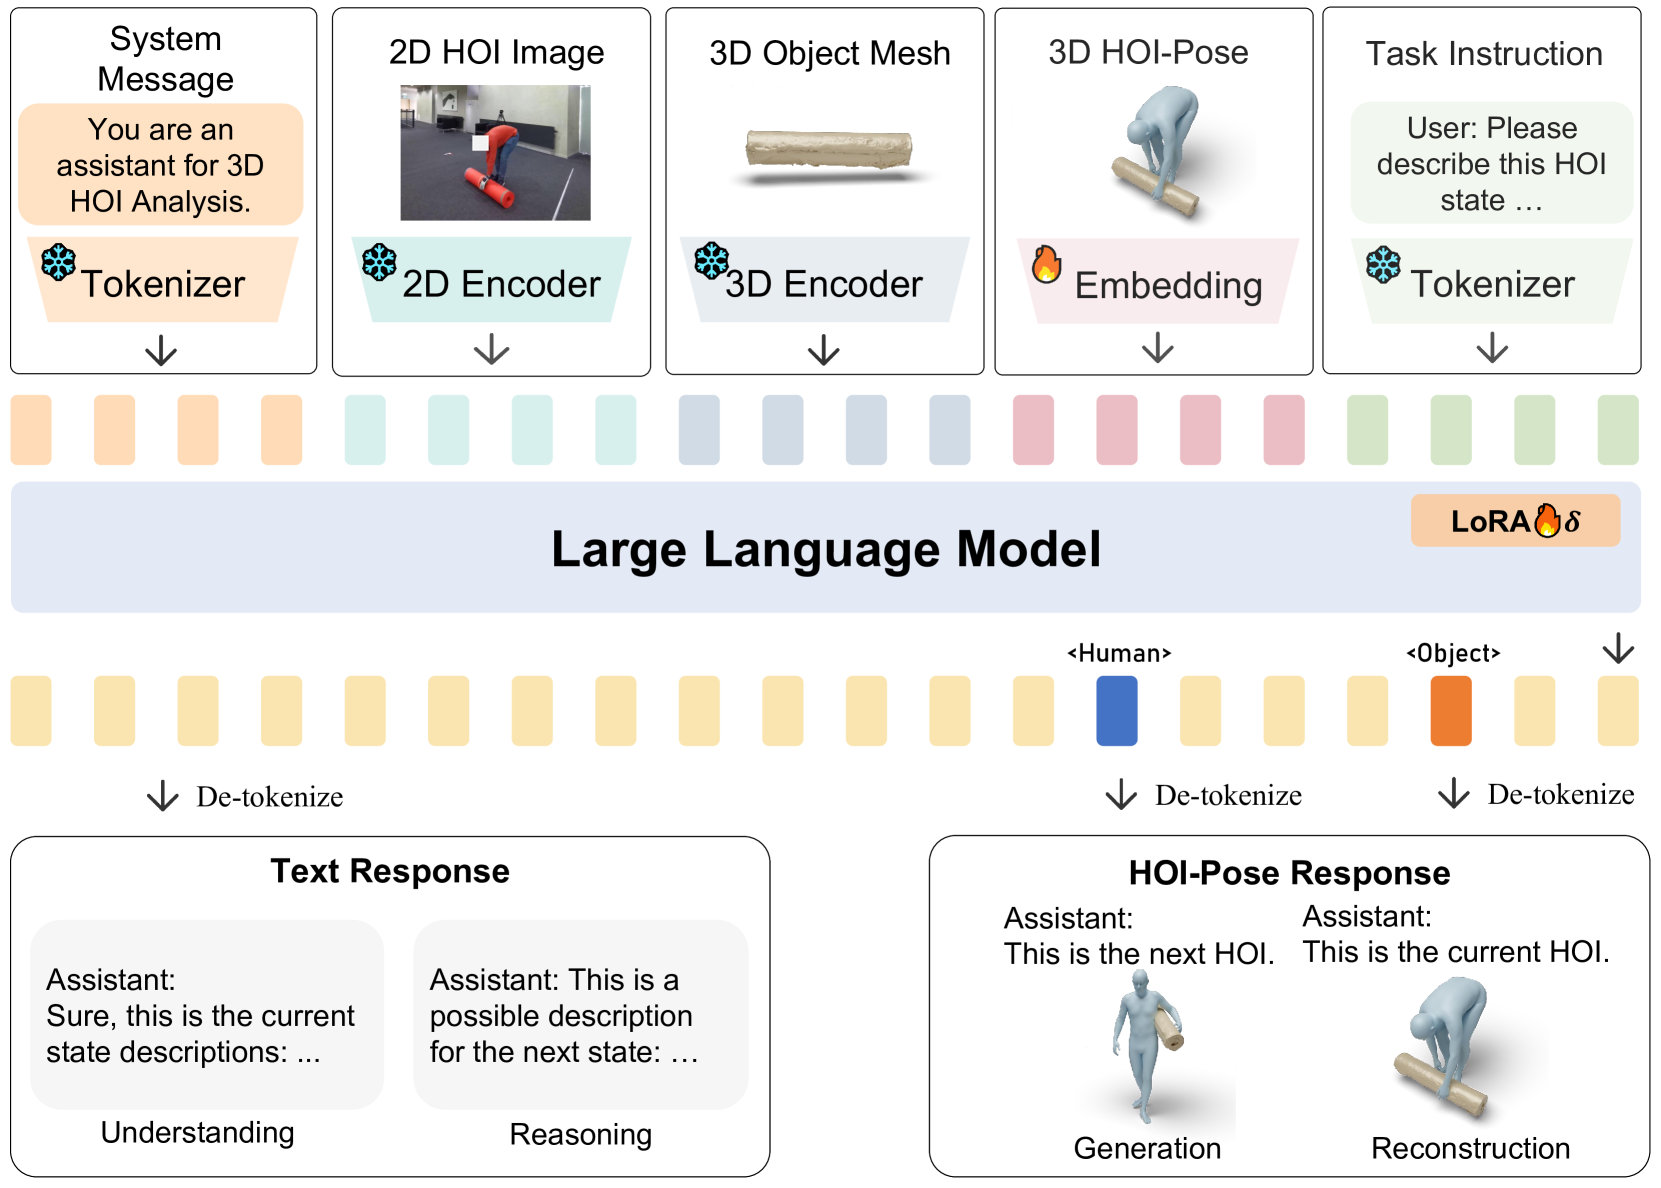 System
Message
You are an
assistant for 3D
HOI Analysis.
Tokenizer
2D HOI Image
2D Encoder
3D Object Mesh
3D Encoder
3D HOI-Pose
Embedding
Task Instruction
User: Please
describe this HOI
state …
Tokenizer
Large Language Model
LoRA δ
<Human>
<Object>
De-tokenize
De-tokenize
De-tokenize
Text Response
Assistant:
Sure, this is the current
state descriptions: ...
Understanding
Assistant: This is a
possible description
for the next state: …
Reasoning
HOI-Pose Response
Assistant:
This is the next HOI.
Generation
Assistant:
This is the current HOI.
Reconstruction